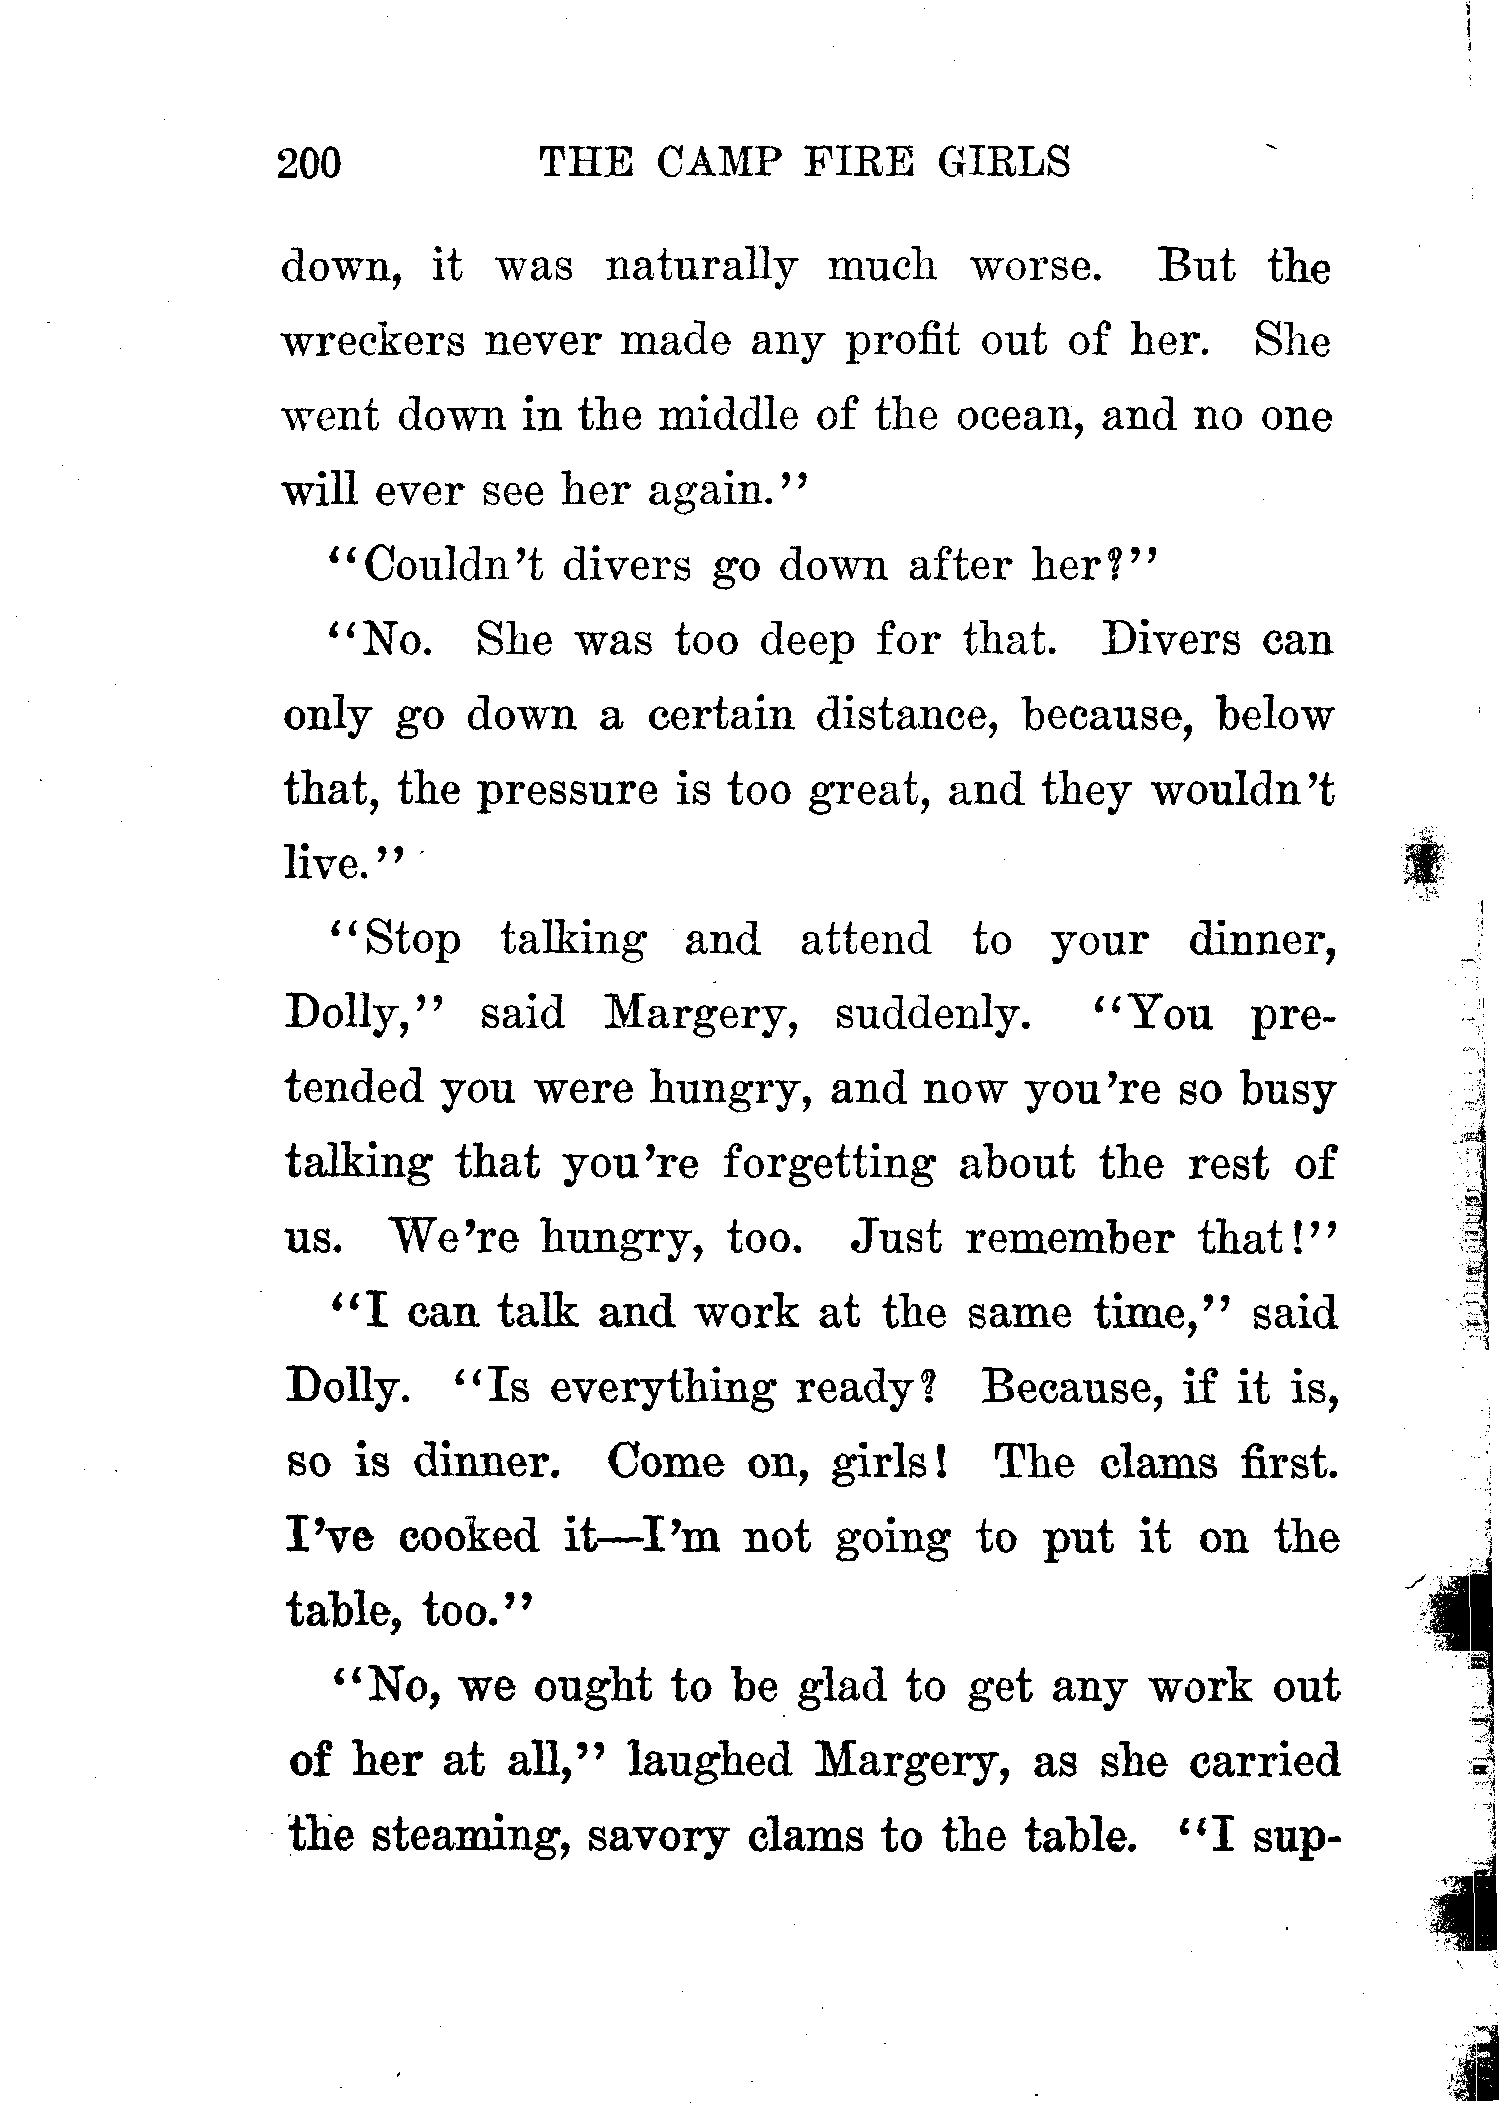 200 THE CAMP FIRE GIRLS
down, it was naturally much worse. But the
wreckers never made any profit out of her. She
went down in the middle of the ocean, and no one
will ever see her again."
"Couldn't divers go down after her?"
"No. She was too deep for that. Divers can
only go down a certain distance, because, below
that, the pressure is too great, and they wouldn't
live."
"Stop talking and attend to your dinner,
Dolly," said Margery, suddenly. "You pre-
tended you were hungry, and now you're so busy
talking that you're forgetting about the rest of
us. We're hungry, too. Just remember that!"
"I can talk and work at the same time," said
Dolly. "Is everything ready? Because, if it is,
so is dinner. Come on, girls! The clams first.
I've cooked it—I'm not going to put it on the
table, too."
"No, we ought to be glad to get any work out
of her at all," laughed Margery, as she carried
the steaming, savory clams to the table. "I sup-